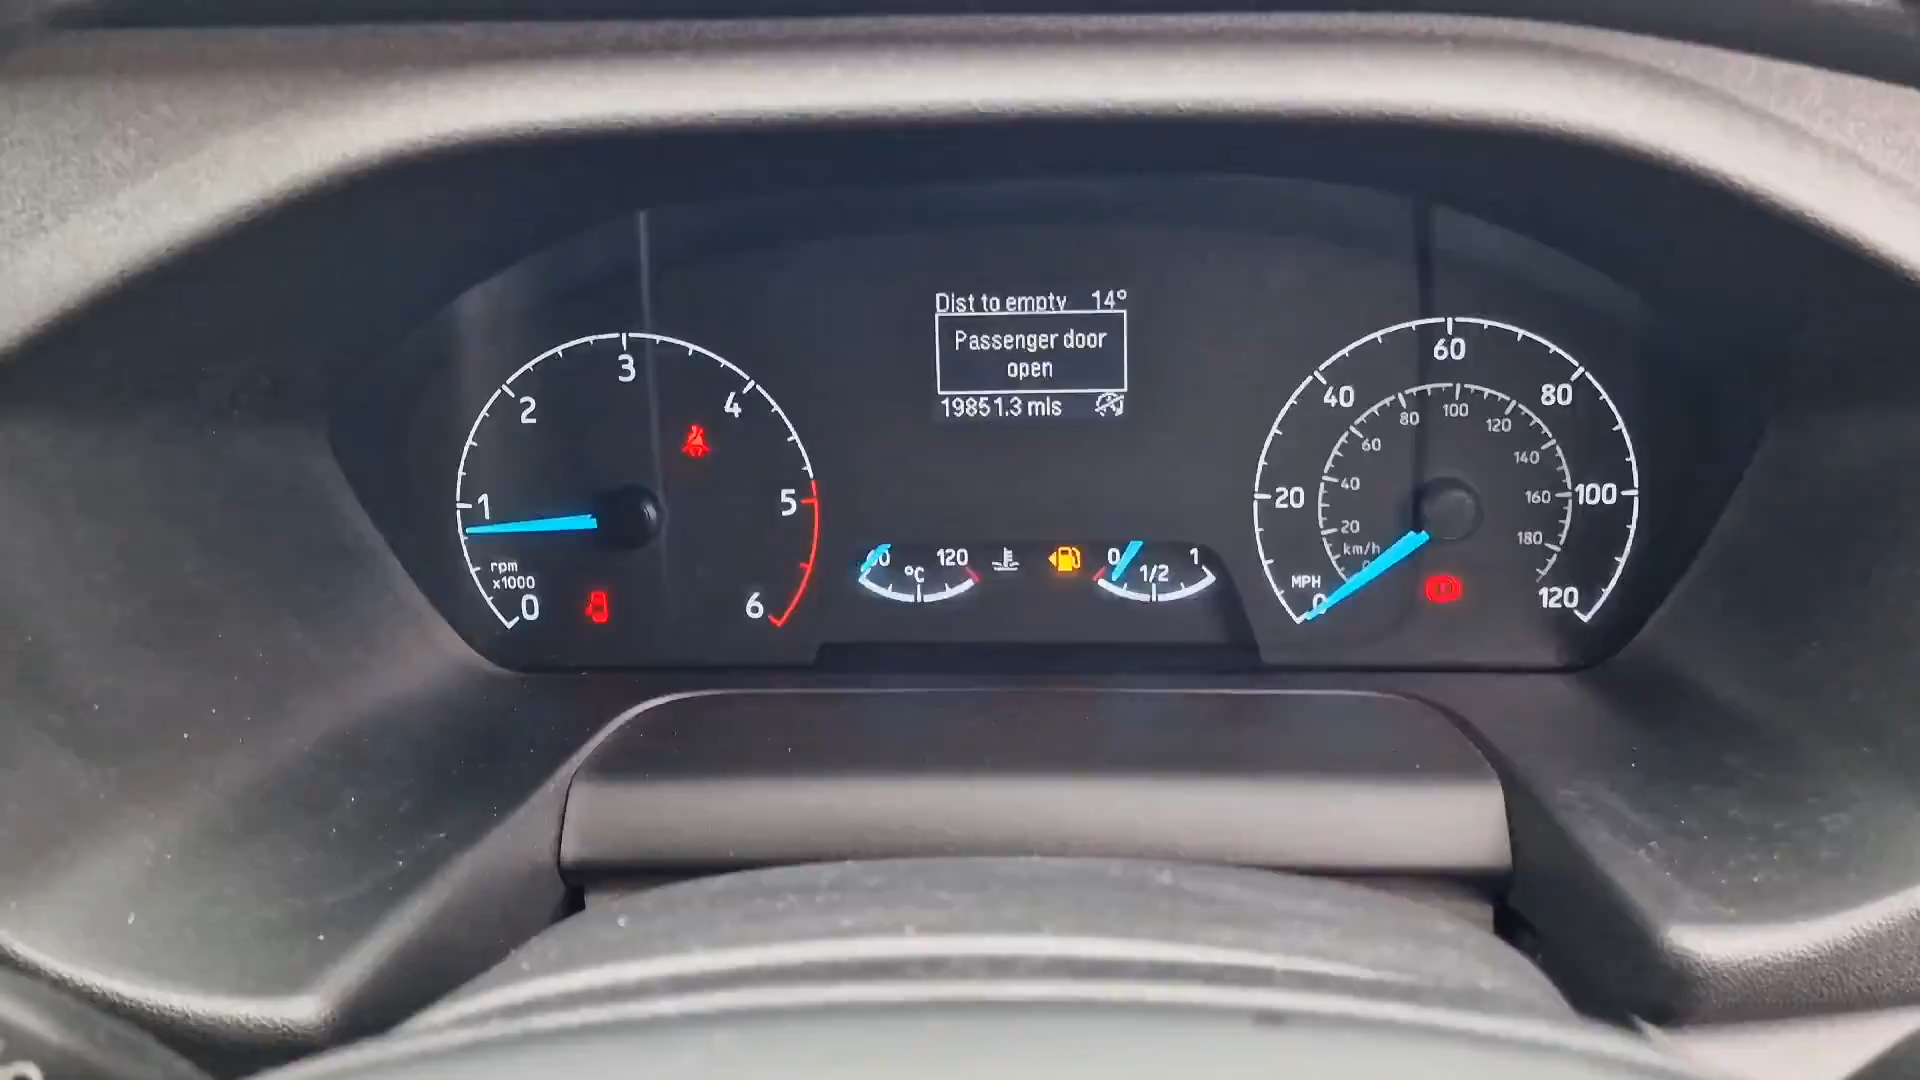 Dist to empty 14°
Passenger door
open
19851.3 mls
0 1 2 3 4 5 6
rpm
x1000
60 °C 120
0 1/2 1
0 20 40 60 80 100 120
MPH
20 40 60 80 100 120 140 160 180
km/h